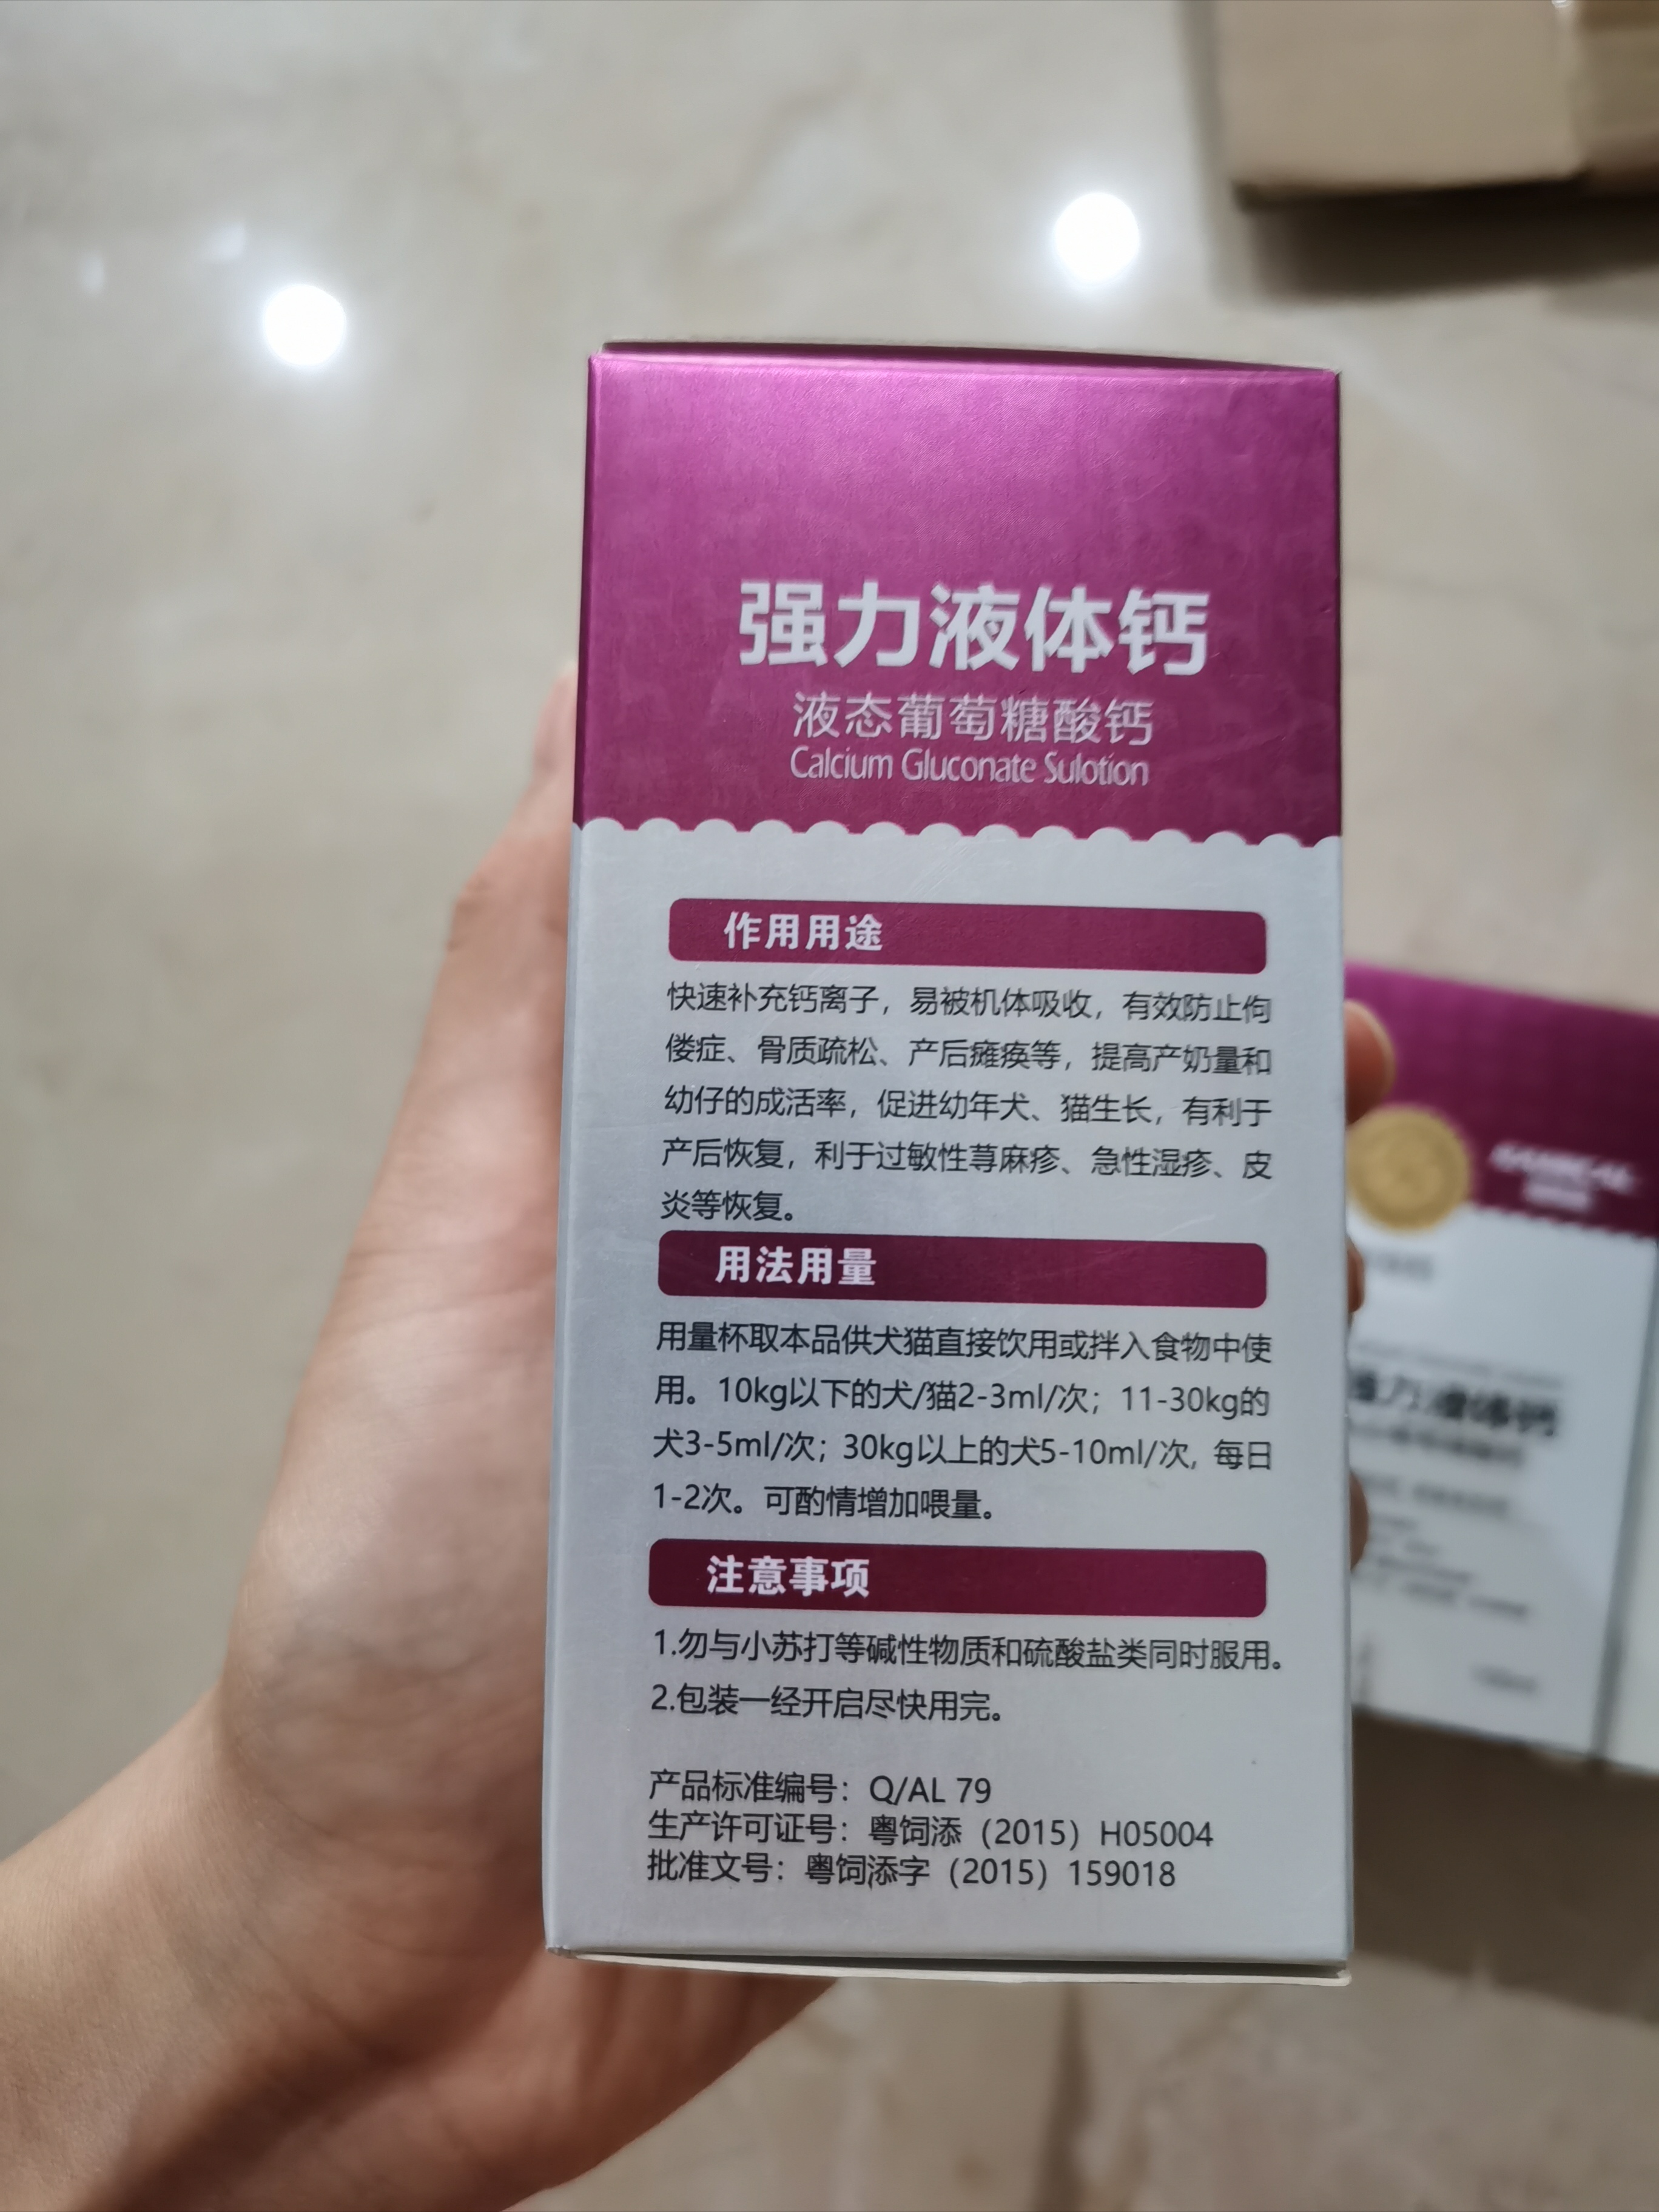 强力液体钙
液态葡萄糖酸钙
Calcium Gluconate Sulotion
作用用途
快速补充钙离子，易被机体吸收，有效防止佝
偻症、骨质疏松、产后瘫痪等，提高产奶量和
幼仔的成活率，促进幼年犬、猫生长，有利于
产后恢复，利于过敏性荨麻疹、急性湿疹、皮
炎等恢复。
用法用量
用量杯取本品供犬猫直接饮用或拌入食物中使
用。10kg以下的犬/猫2-3ml/次；11-30kg的
犬3-5ml/次；30kg以上的犬5-10ml/次, 每日
1-2次。可酌情增加喂量。
注意事项
1.勿与小苏打等碱性物质和硫酸盐类同时服用。
2.包装一经开启尽快用完。
产品标准编号：Q/AL 79
生产许可证号：粤饲添（2015）H05004
批准文号：粤饲添字（2015）159018
强力液体钙